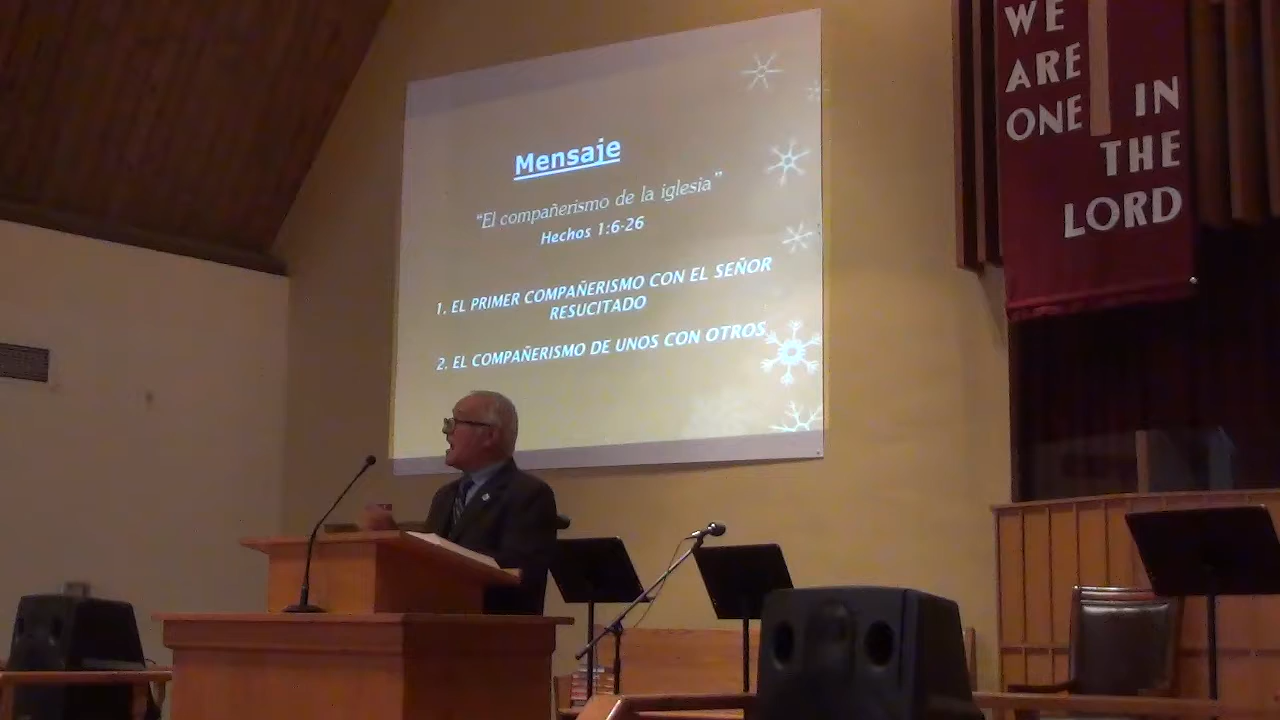 Mensaje
"El compañerismo de la iglesia"
Hechos 1:6-26
1. EL PRIMER COMPAÑERISMO CON EL SEÑOR
RESUCITADO
2. EL COMPAÑERISMO DE UNOS CON OTROS
WE
ARE
ONE IN
THE
LORD